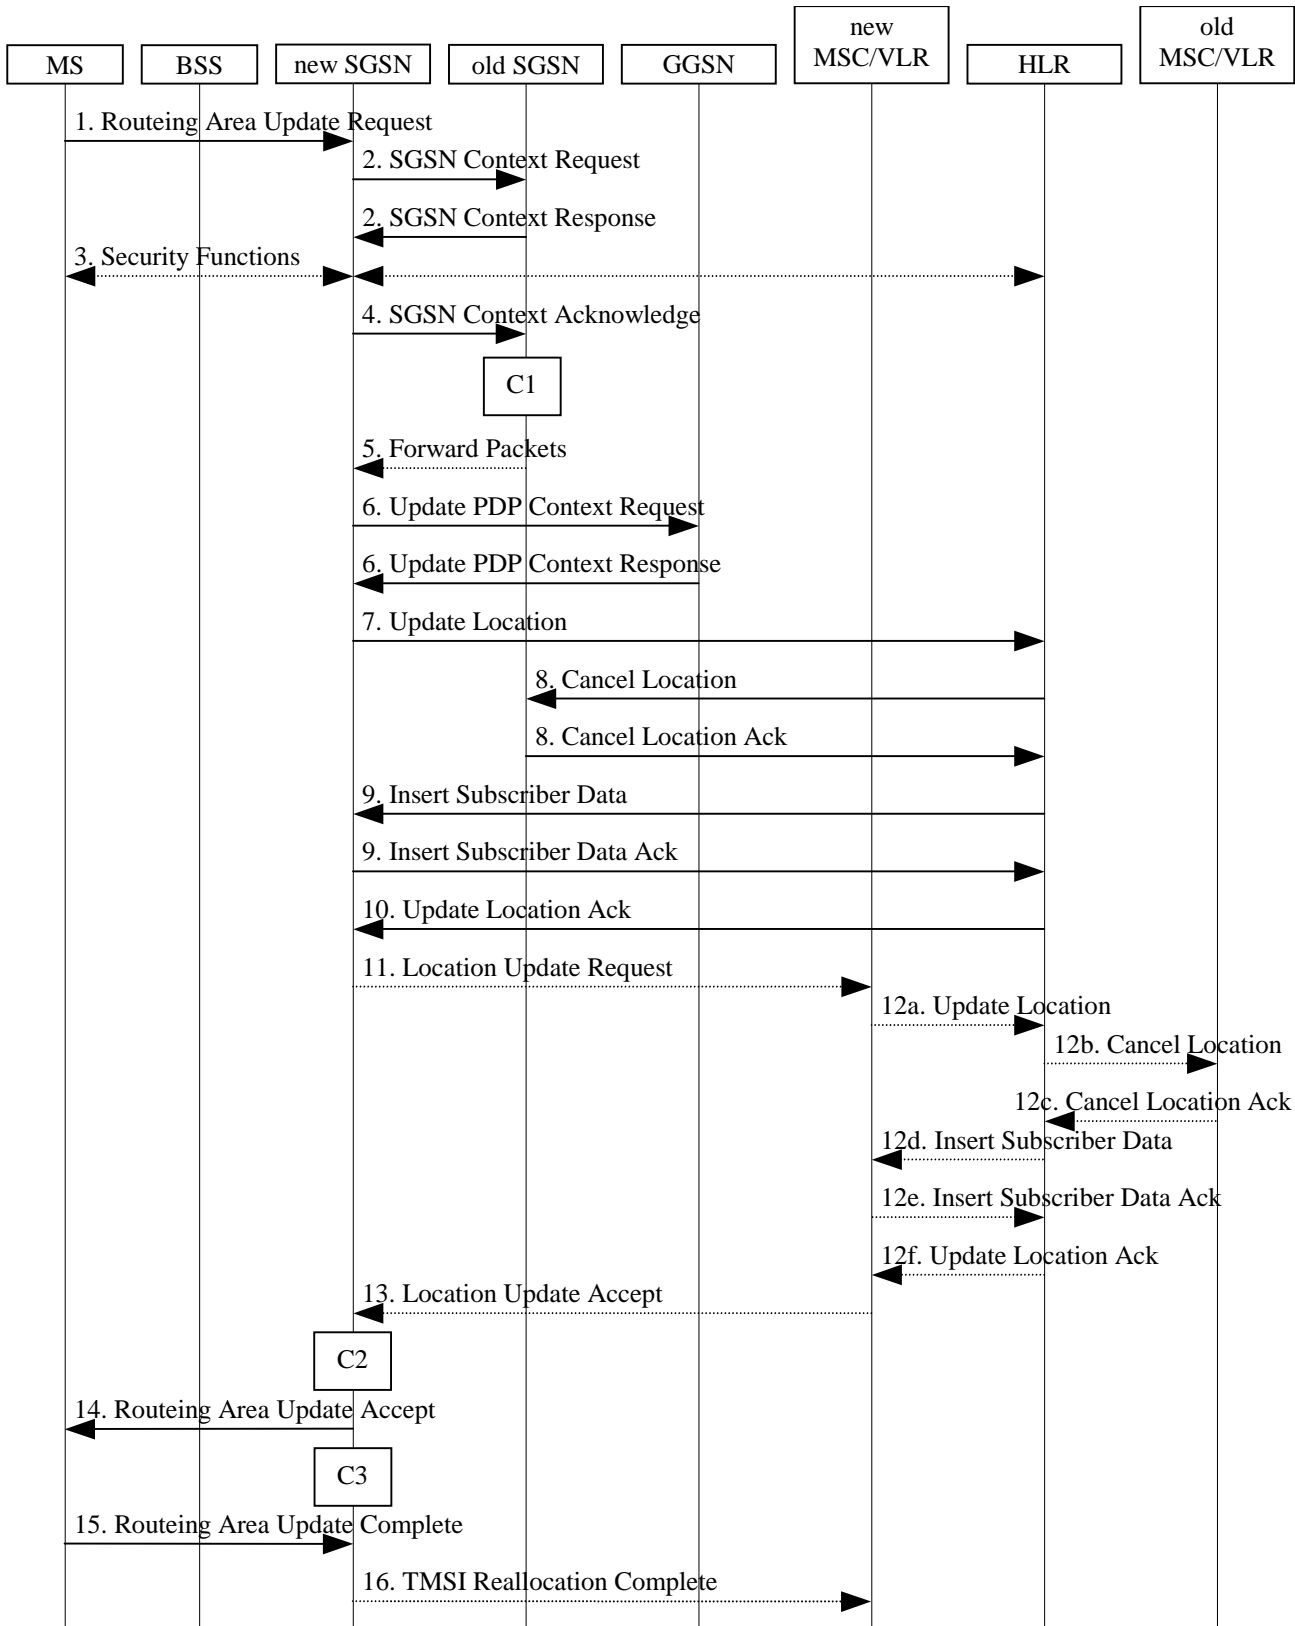 new
MSC/VLR
old
MSC/VLR
MS
BSS
new SGSN
old SGSN
GGSN
HLR
1. Routeing Area Update Request
2. SGSN Context Request
2. SGSN Context Response
3. Security Functions
4. SGSN Context Acknowledge
C1
5. Forward Packets
6. Update PDP Context Request
6. Update PDP Context Response
7. Update Location
8. Cancel Location
8. Cancel Location Ack
9. Insert Subscriber Data
9. Insert Subscriber Data Ack
10. Update Location Ack
11. Location Update Request
12a. Update Location
12b. Cancel Location
12c. Cancel Location Ack
12d. Insert Subscriber Data
12e. Insert Subscriber Data Ack
12f. Update Location Ack
13. Location Update Accept
C2
14. Routeing Area Update Accept
C3
15. Routeing Area Update Complete
16. TMSI Reallocation Complete